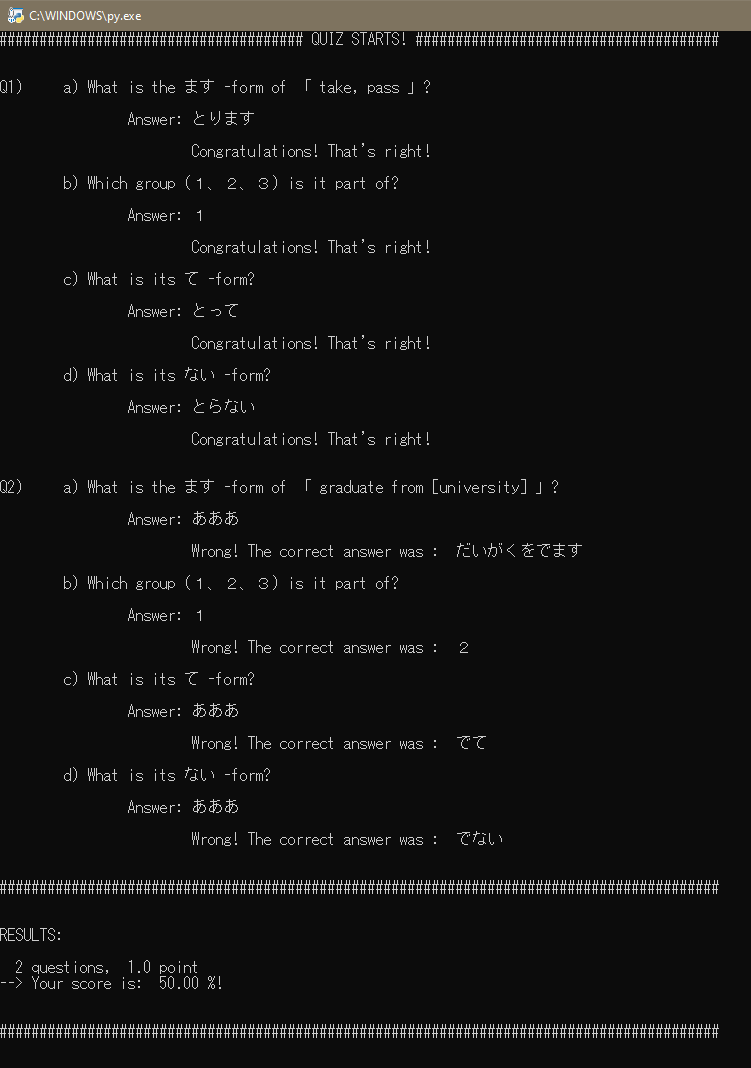 C:\WINDOWS\py.exe
###################################### QUIZ STARTS! ######################################
Q1) a) What is the ます -form of 「 take, pass 」?
Answer: とります
Congratulations! That's right!
b) Which group (１、２、３) is it part of?
Answer: １
Congratulations! That's right!
c) What is its て -form?
Answer: とって
Congratulations! That's right!
d) What is its ない -form?
Answer: とらない
Congratulations! That's right!
Q2) a) What is the ます -form of 「 graduate from [university] 」?
Answer: あああ
Wrong! The correct answer was : だいがくをでます
b) Which group (１、２、３) is it part of?
Answer: １
Wrong! The correct answer was : ２
c) What is its て -form?
Answer: あああ
Wrong! The correct answer was : でて
d) What is its ない -form?
Answer: あああ
Wrong! The correct answer was : でない
##########################################################################################
RESULTS:
2 questions, 1.0 point
--> Your score is: 50.00 %!
##########################################################################################